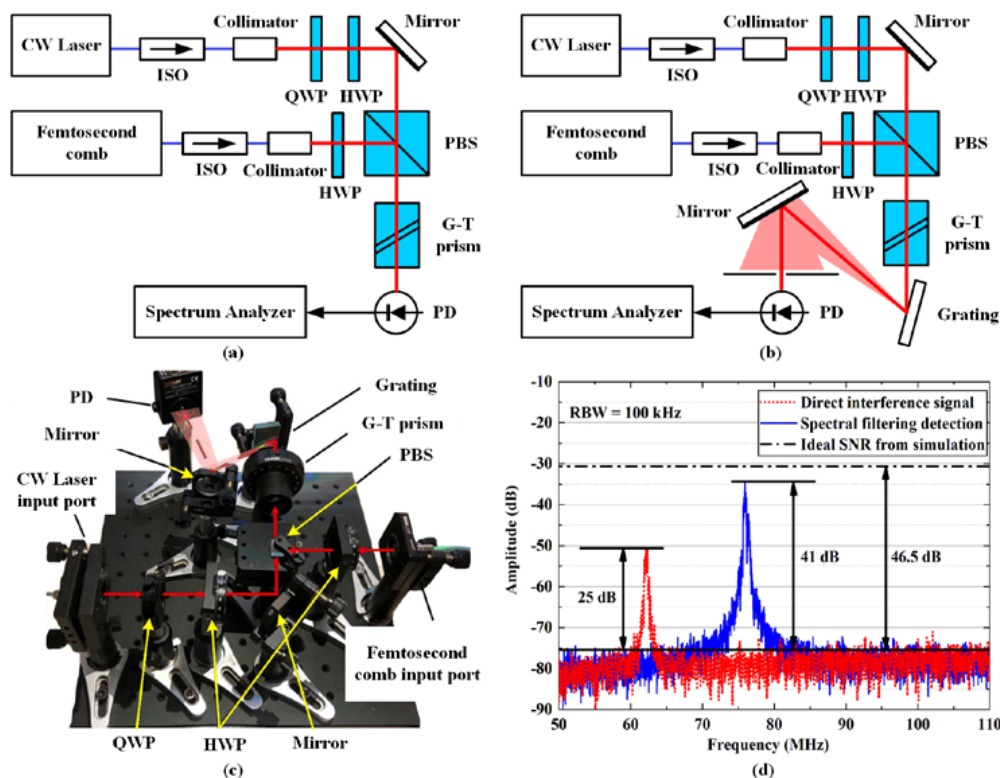 CW Laser
ISO
Collimator
QWP
HWP
Mirror
Femtosecond
comb
ISO
Collimator
HWP
PBS
G-T
prism
Spectrum Analyzer
PD
(a)
CW Laser
ISO
Collimator
QWP
HWP
Mirror
Femtosecond
comb
ISO
Collimator
HWP
PBS
Mirror
G-T
prism
Spectrum Analyzer
PD
Grating
(b)
PD
Mirror
CW Laser
input port
Grating
G-T prism
PBS
Femtosecond
comb input port
QWP
HWP
Mirror
(c)
RBW = 100 kHz
Direct interference signal
Spectral filtering detection
Ideal SNR from simulation
25 dB
41 dB
46.5 dB
Amplitude (dB)
-10
-20
-30
-40
-50
-60
-70
-80
-90
50
60
70
80
90
100
110
Frequency (MHz)
(d)